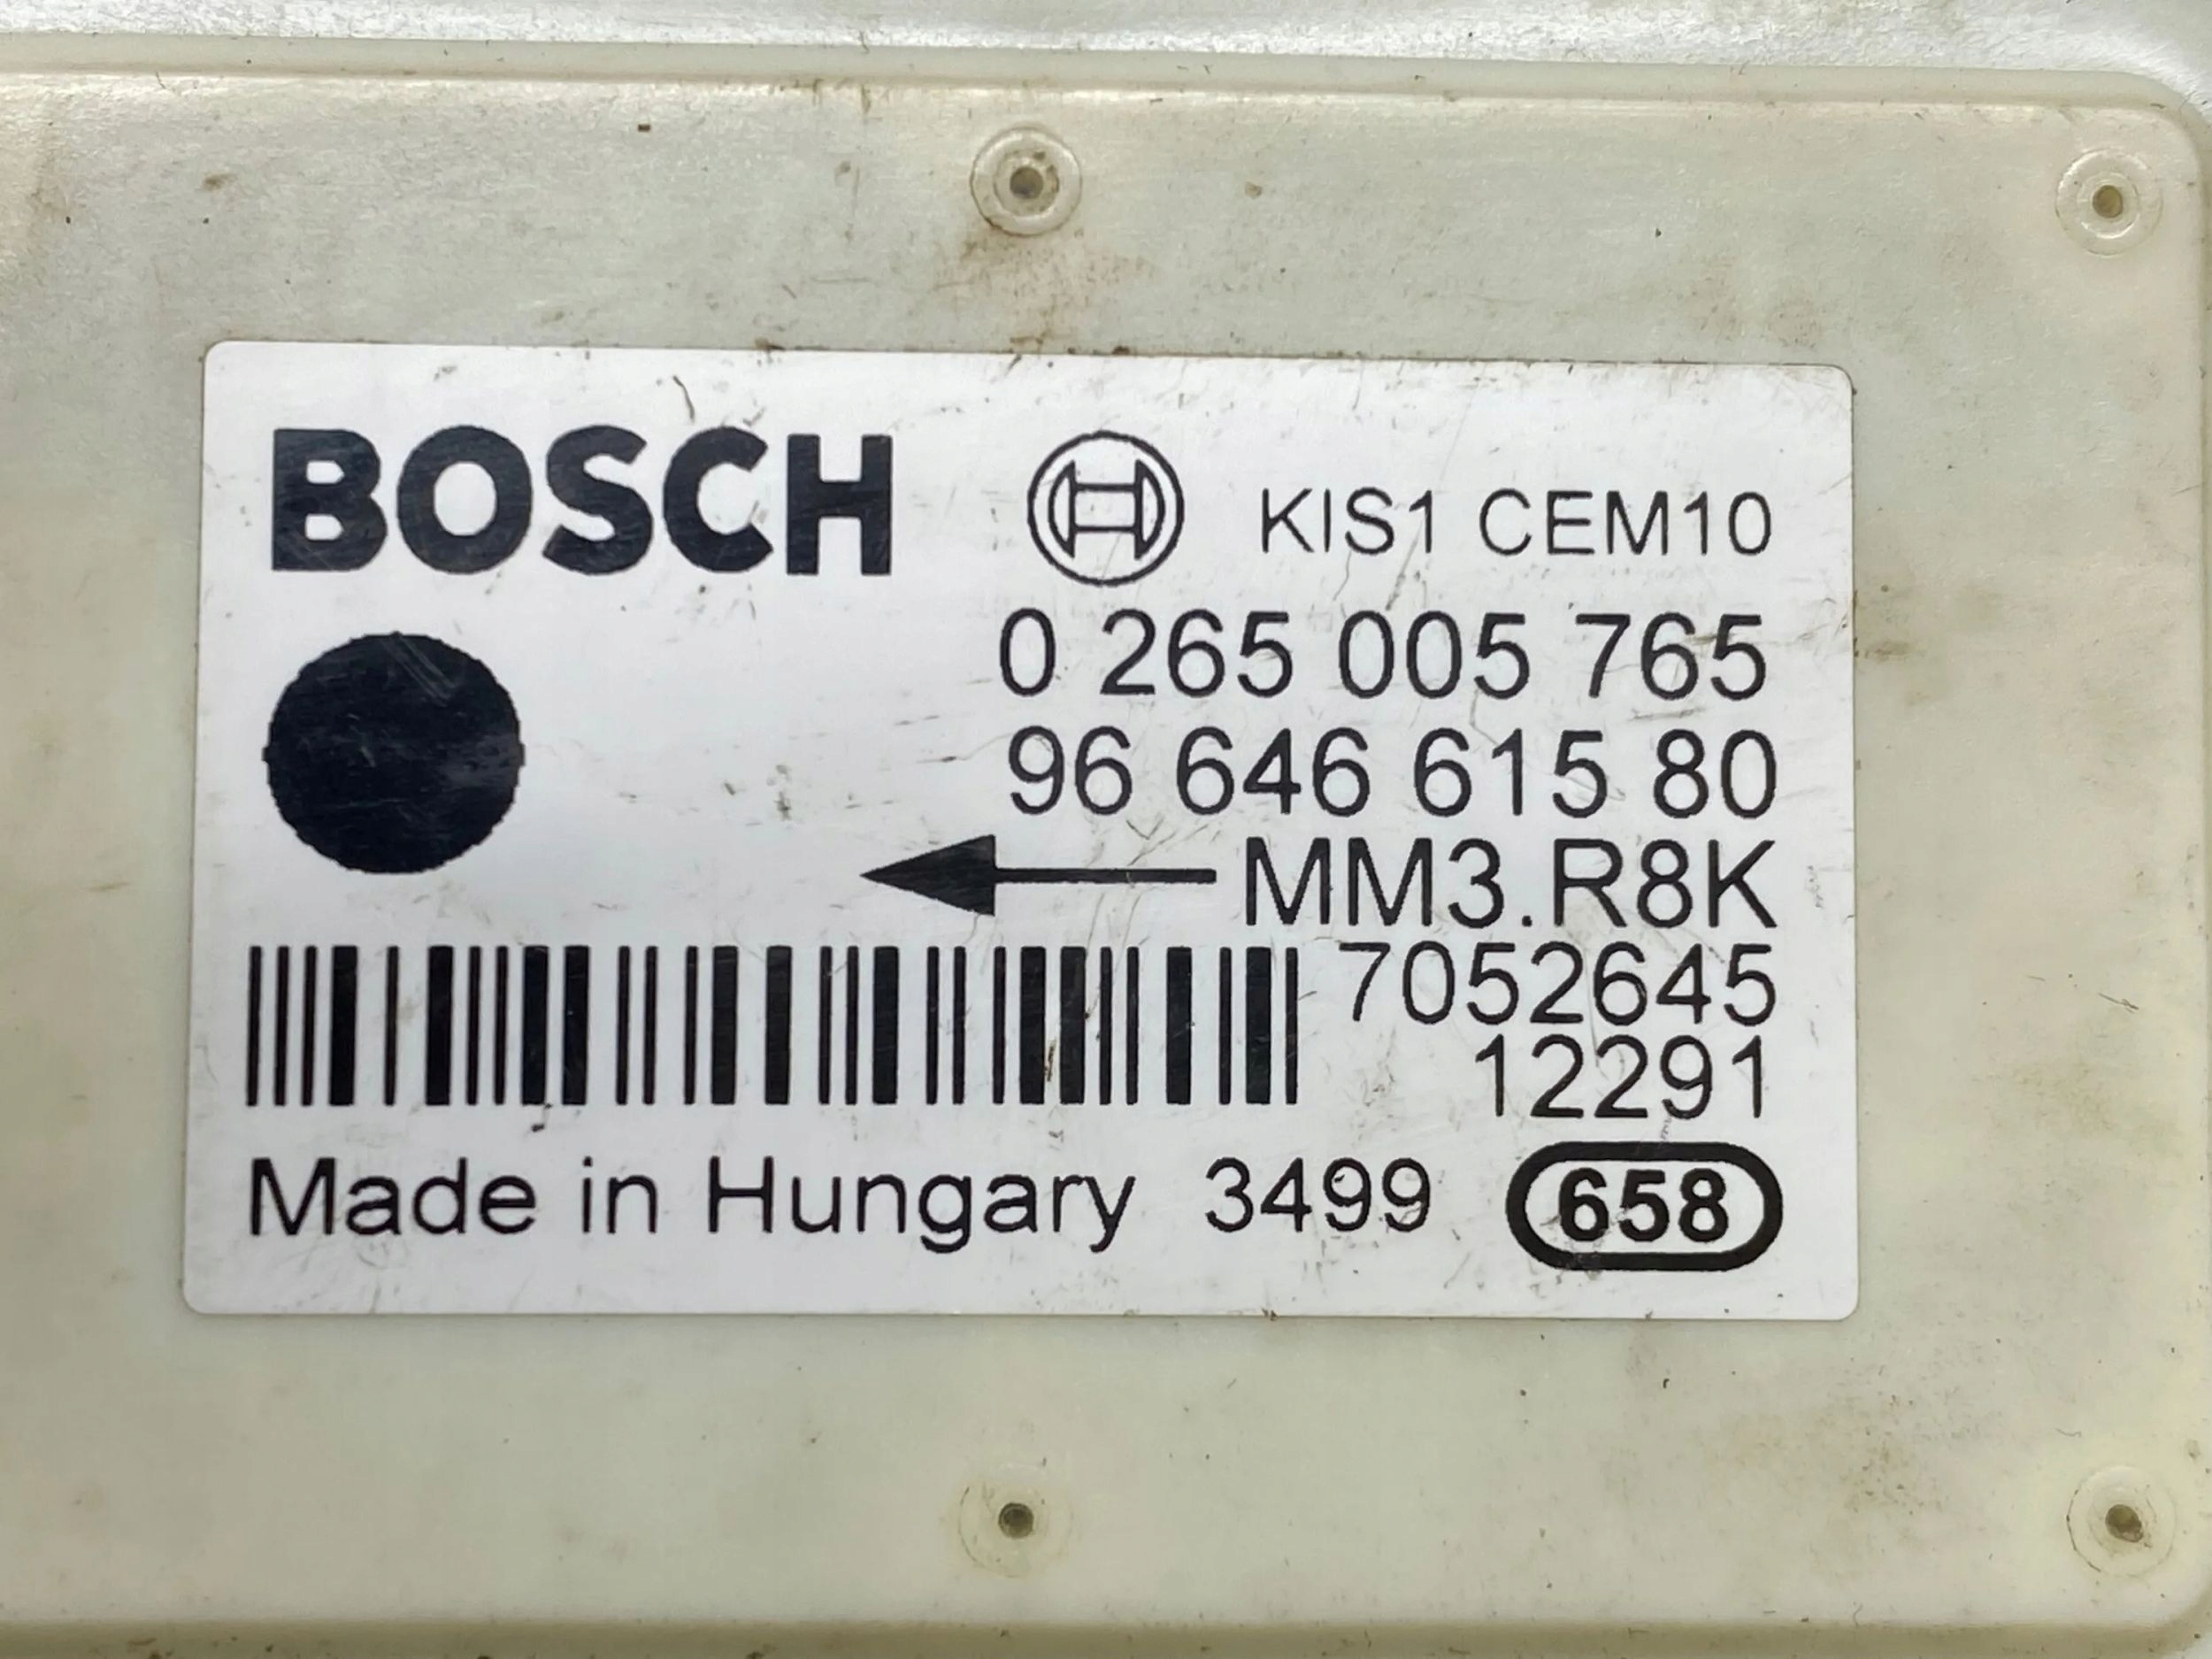 BOSCH KIS1 CEM10
0 265 005 765
96 646 615 80
MM3.R8K
7052645
12291
Made in Hungary 3499 658